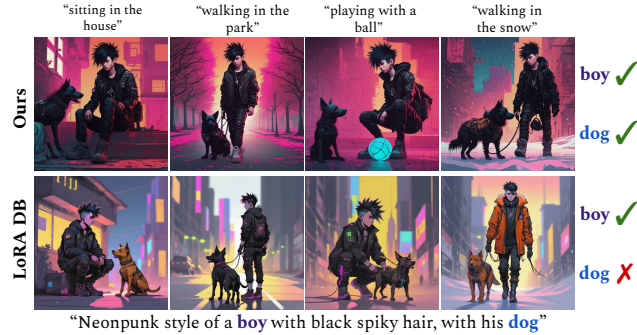 “sitting in the “walking in the “playing with a “walking in
house” park” ball” the snow”
Ours
boy ✓
dog ✓
LoRA DB
boy ✓
dog ✗
“Neonpunk style of a boy with black spiky hair, with his dog”